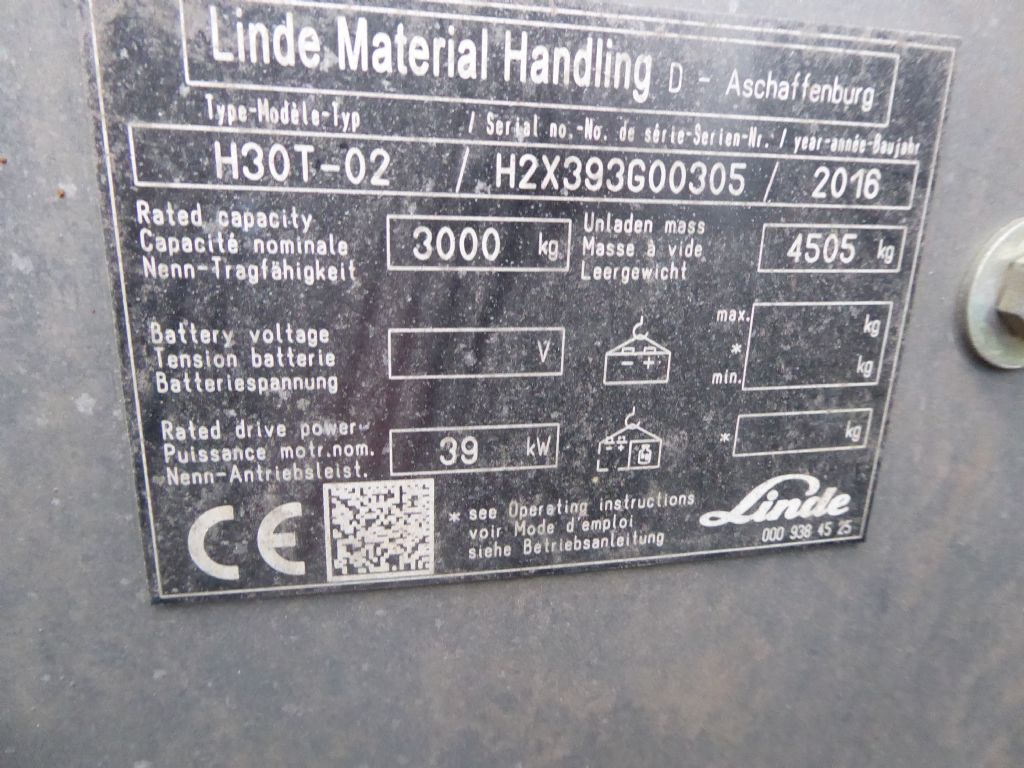 Linde Material Handling D - Aschaffenburg
Type-Modèle-Typ / Serial no.-No. de série-Serien-Nr. / year-année-Baujahr
H30T-02 / H2X393G00305 / 2016
Rated capacity
Capacité nominale
Nenn-Tragfähigkeit
3000 kg
Unladen mass
Masse à vide
Leergewicht
4505 kg
Battery voltage
Tension batterie
Batteriespannung
V
max. kg
*
min. kg
Rated drive power
Puissance motr.nom.
Nenn-Antriebsleist.
39 kW
* kg
CE
* see Operating instructions
voir Mode d'emploi
siehe Betriebsanleitung
Linde
000 938 45 25